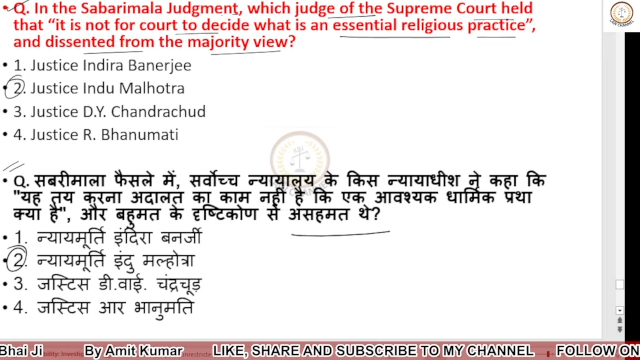 Q. In the Sabarimala Judgment, which judge of the Supreme Court held
that “it is not for court to decide what is an essential religious practice”,
and dissented from the majority view?
• 1. Justice Indira Banerjee
• 2. Justice Indu Malhotra
• 3. Justice D.Y. Chandrachud
• 4. Justice R. Bhanumati
• Q. सबरीमाला फैसले में, सर्वोच्च न्यायालय के किस न्यायाधीश ने कहा कि
"यह तय करना अदालत का काम नहीं है कि एक आवश्यक धार्मिक प्रथा
क्या है", और बहुमत के दृष्टिकोण से असहमत थे?
• 1. न्यायमूर्ति इंदिरा बनर्जी
• 2. न्यायमूर्ति इंदु मल्होत्रा
• 3. जस्टिस डी.वाई. चंद्रचूड़
• 4. जस्टिस आर भानुमति
Bhai Ji By Amit Kumar LIKE, SHARE AND SUBSCRIBE TO MY CHANNEL FOLLOW ON